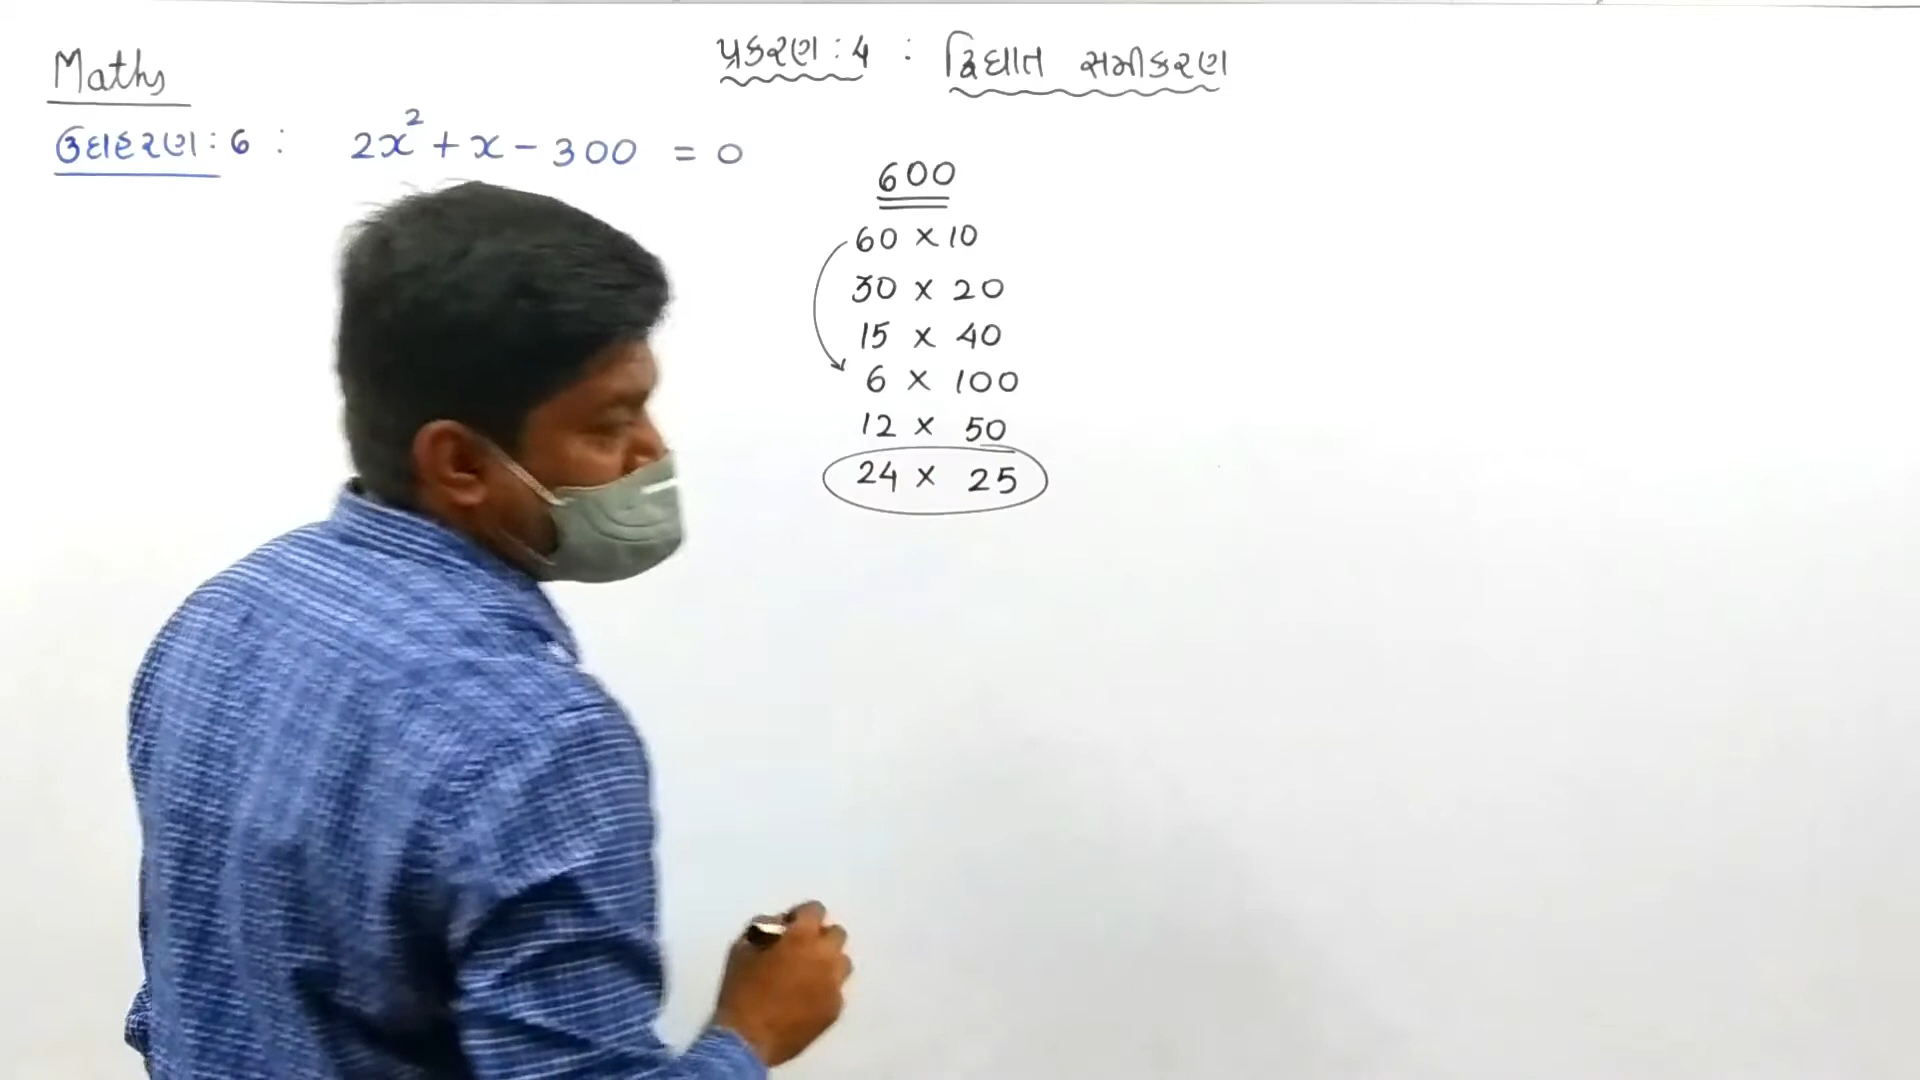 Maths
પ્રકરણ : 4 : દ્વિઘાત સમીકરણ
ઉદાહરણ : 6 : 2x² + x - 300 = 0
600
60 × 10
30 × 20
15 × 40
6 × 100
12 × 50
24 × 25